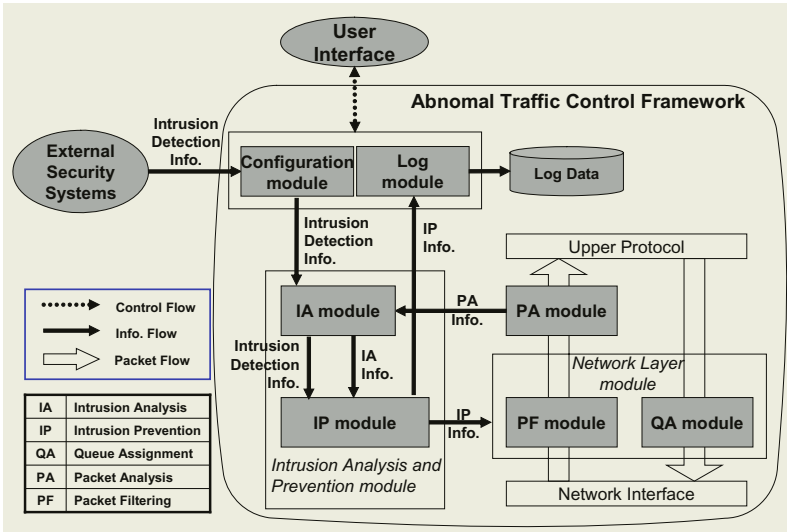 User
Interface
Abnomal Traffic Control Framework
Intrusion
Detection
Info.
External
Security
Systems
Configuration
module
Log
module
Log Data
Intrusion
Detection
Info.
IP
Info.
Upper Protocol
IA module
PA
Info.
PA module
Control Flow
Info. Flow
Packet Flow
Intrusion
Detection
Info.
IA
Info.
Network Layer
module
IP module
IP
Info.
PF module
QA module
Intrusion Analysis and
Prevention module
Network Interface
IA Intrusion Analysis
IP Intrusion Prevention
QA Queue Assignment
PA Packet Analysis
PF Packet Filtering